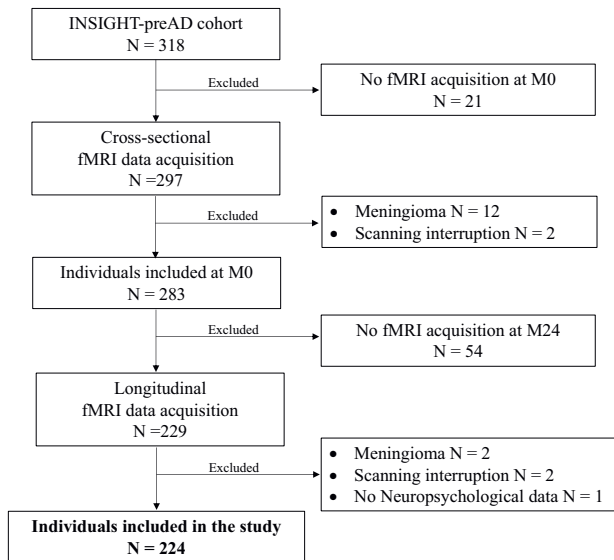 INSIGHT-preAD cohort
N = 318
Excluded
No fMRI acquisition at M0
N = 21
Cross-sectional
fMRI data acquisition
N =297
Excluded
• Meningioma N = 12
• Scanning interruption N = 2
Individuals included at M0
N = 283
Excluded
No fMRI acquisition at M24
N = 54
Longitudinal
fMRI data acquisition
N =229
Excluded
• Meningioma N = 2
• Scanning interruption N = 2
• No Neuropsychological data N = 1
Individuals included in the study
N = 224